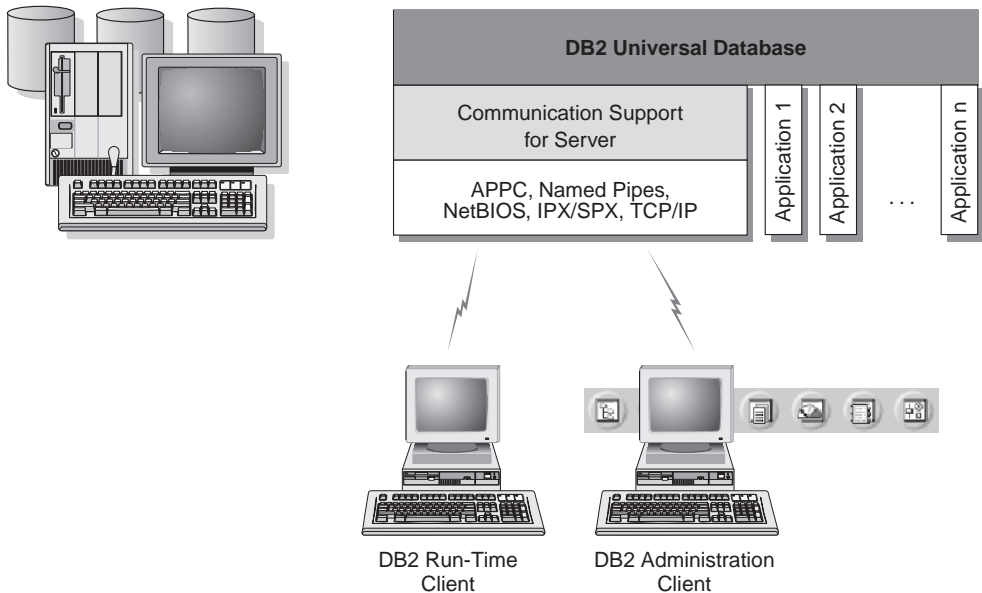 DB2 Universal Database
Communication Support
for Server
APPC, Named Pipes,
NetBIOS, IPX/SPX, TCP/IP
Application 1
Application 2
. . .
Application n
DB2 Run-Time
Client
DB2 Administration
Client